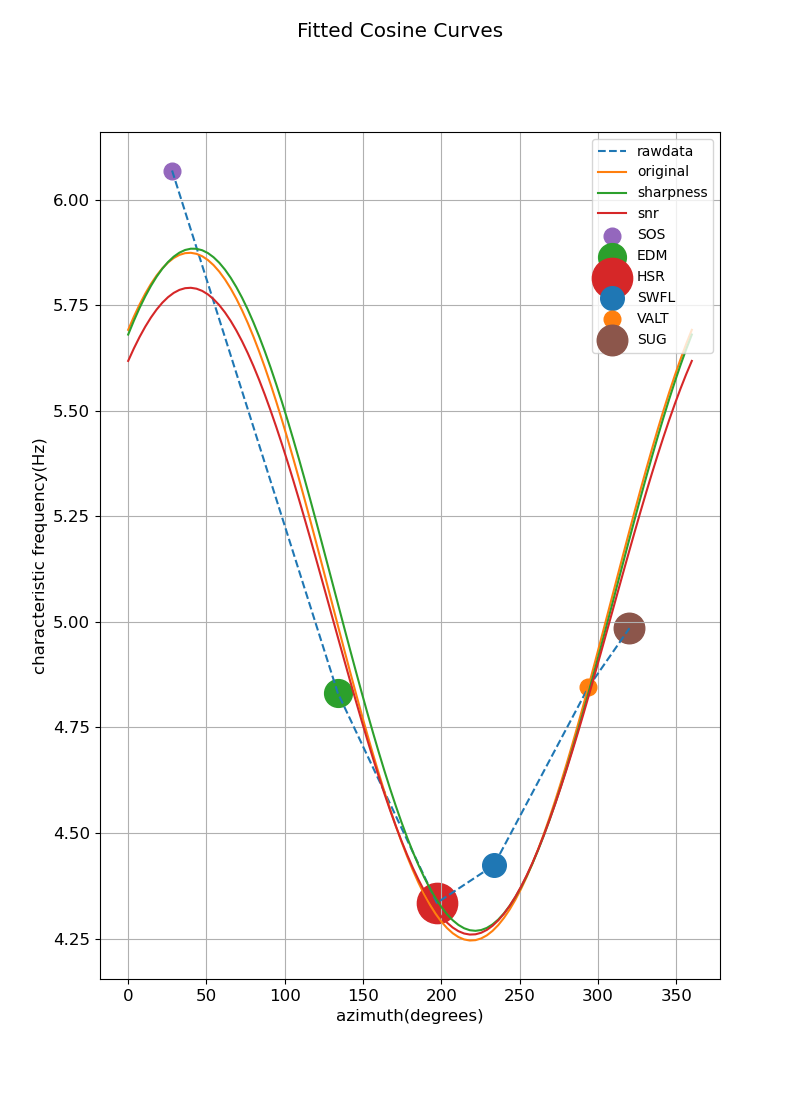 Fitted Cosine Curves
rawdata
original
sharpness
snr
SOS
EDM
HSR
SWFL
VALT
SUG
characteristic frequency(Hz)
6.00
5.75
5.50
5.25
5.00
4.75
4.50
4.25
0 50 100 150 200 250 300 350
azimuth(degrees)